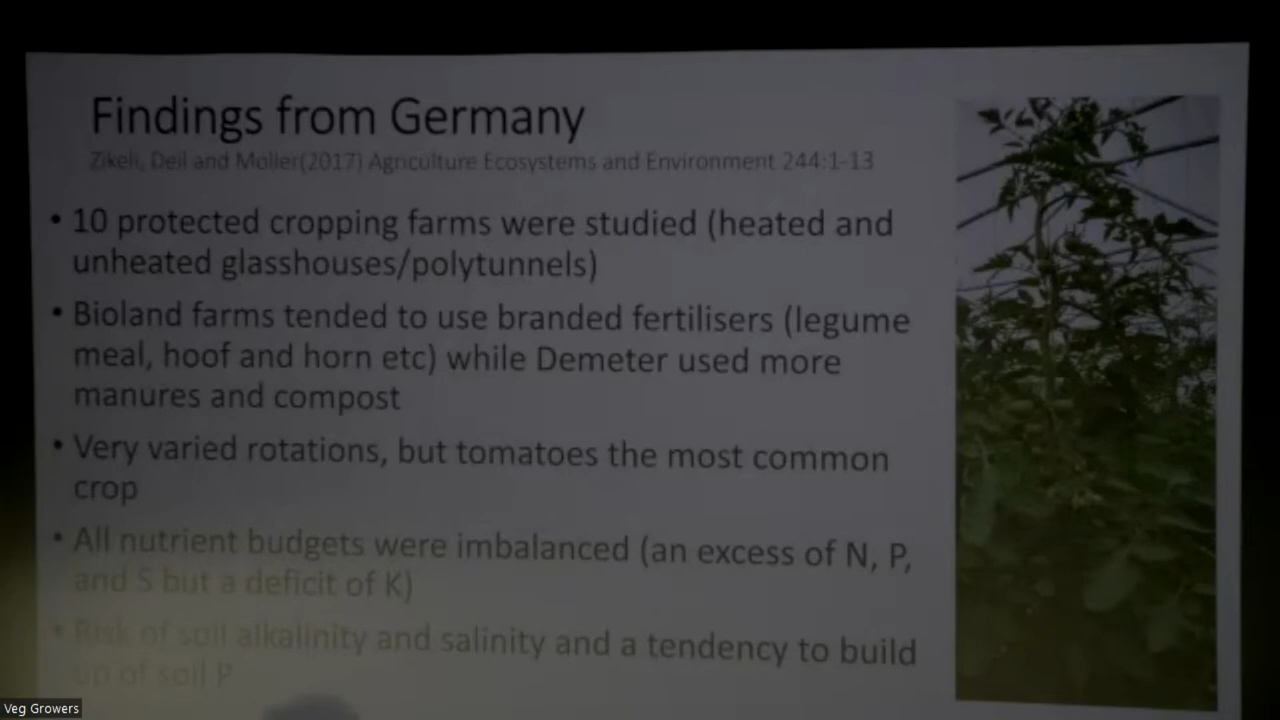 Findings from Germany
Zikeli, Deil and Moller(2017) Agriculture Ecosystems and Environment 244:1-13
• 10 protected cropping farms were studied (heated and
unheated glasshouses/polytunnels)
• Bioland farms tended to use branded fertilisers (legume
meal, hoof and horn etc) while Demeter used more
manures and compost
• Very varied rotations, but tomatoes the most common
crop
• All nutrient budgets were imbalanced (an excess of N, P,
and S but a deficit of K)
• Risk of soil alkalinity and salinity and a tendency to build
up of soil P
Veg Growers